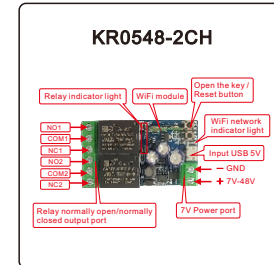 KR0548-2CH
Open the key /
Reset button
Relay indicator light
WiFi module
WiFi network
indicator light
NO1
COM1
NC1
NO2
COM2
NC2
Input USB 5V
— GND
+ 7V-48V
Relay normally open/normally
closed output port
7V Power port